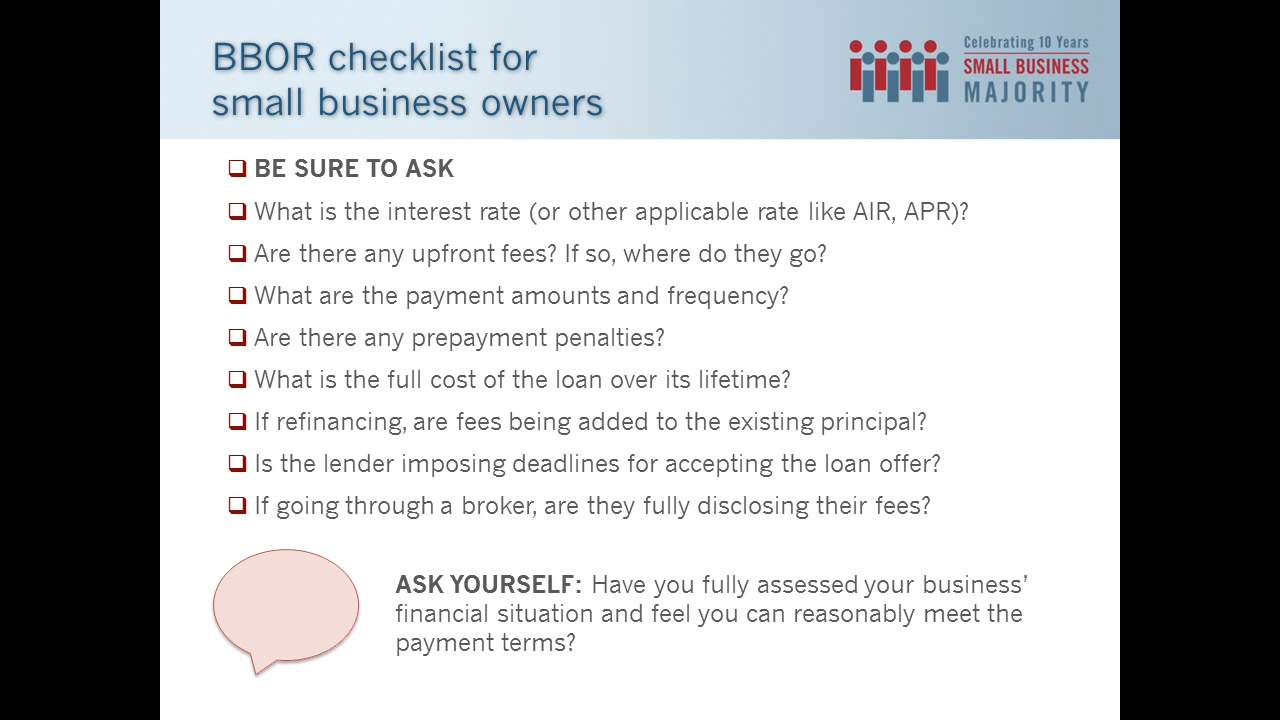 BBOR checklist for
small business owners
Celebrating 10 Years
SMALL BUSINESS
MAJORITY
BE SURE TO ASK
What is the interest rate (or other applicable rate like AIR, APR)?
Are there any upfront fees? If so, where do they go?
What are the payment amounts and frequency?
Are there any prepayment penalties?
What is the full cost of the loan over its lifetime?
If refinancing, are fees being added to the existing principal?
Is the lender imposing deadlines for accepting the loan offer?
If going through a broker, are they fully disclosing their fees?
ASK YOURSELF: Have you fully assessed your business’
financial situation and feel you can reasonably meet the
payment terms?